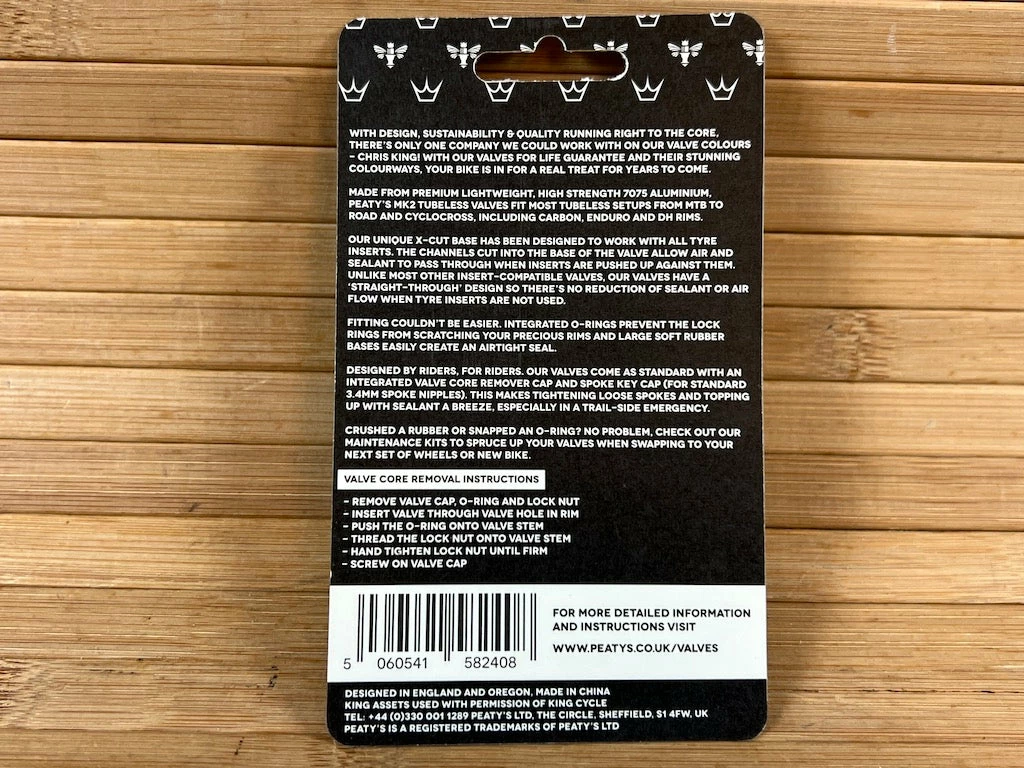 WITH DESIGN, SUSTAINABILITY & QUALITY RUNNING RIGHT TO THE CORE,
THERE'S ONLY ONE COMPANY WE COULD WORK WITH ON OUR VALVE COLOURS
– CHRIS KING! WITH OUR VALVES FOR LIFE GUARANTEE AND THEIR STUNNING
COLOURWAYS, YOUR BIKE IS IN FOR A REAL TREAT FOR YEARS TO COME.
MADE FROM PREMIUM LIGHTWEIGHT, HIGH STRENGTH 7075 ALUMINIUM,
PEATY'S MK2 TUBELESS VALVES FIT MOST TUBELESS SETUPS FROM MTB TO
ROAD AND CYCLOCROSS, INCLUDING CARBON, ENDURO AND DH RIMS.
OUR UNIQUE X-CUT BASE HAS BEEN DESIGNED TO WORK WITH ALL TYRE
INSERTS. THE CHANNELS CUT INTO THE BASE OF THE VALVE ALLOW AIR AND
SEALANT TO PASS THROUGH WHEN INSERTS ARE PUSHED UP AGAINST THEM.
UNLIKE MOST OTHER INSERT-COMPATIBLE VALVES, OUR VALVES HAVE A
'STRAIGHT-THROUGH' DESIGN SO THERE'S NO REDUCTION OF SEALANT OR AIR
FLOW WHEN TYRE INSERTS ARE NOT USED.
FITTING COULDN'T BE EASIER. INTEGRATED O-RINGS PREVENT THE LOCK
RINGS FROM SCRATCHING YOUR PRECIOUS RIMS AND LARGE SOFT RUBBER
BASES EASILY CREATE AN AIRTIGHT SEAL.
DESIGNED BY RIDERS, FOR RIDERS. OUR VALVES COME AS STANDARD WITH AN
INTEGRATED VALVE CORE REMOVER CAP AND SPOKE KEY CAP (FOR STANDARD
3.4MM SPOKE NIPPLES). THIS MAKES TIGHTENING LOOSE SPOKES AND TOPPING
UP WITH SEALANT A BREEZE, ESPECIALLY IN A TRAIL-SIDE EMERGENCY.
CRUSHED A RUBBER OR SNAPPED AN O-RING? NO PROBLEM, CHECK OUT OUR
MAINTENANCE KITS TO SPRUCE UP YOUR VALVES WHEN SWAPPING TO YOUR
NEXT SET OF WHEELS OR NEW BIKE.
VALVE CORE REMOVAL INSTRUCTIONS
– REMOVE VALVE CAP, O-RING AND LOCK NUT
– INSERT VALVE THROUGH VALVE HOLE IN RIM
– PUSH THE O-RING ONTO VALVE STEM
– THREAD THE LOCK NUT ONTO VALVE STEM
– HAND TIGHTEN LOCK NUT UNTIL FIRM
– SCREW ON VALVE CAP
FOR MORE DETAILED INFORMATION
AND INSTRUCTIONS VISIT
WWW.PEATYS.CO.UK/VALVES
5 060541 582408
DESIGNED IN ENGLAND AND OREGON, MADE IN CHINA
KING ASSETS USED WITH PERMISSION OF KING CYCLE
TEL: +44 (0)330 001 1289 PEATY'S LTD, THE CIRCLE, SHEFFIELD, S1 4FW, UK
PEATY'S IS A REGISTERED TRADEMARKS OF PEATY'S LTD